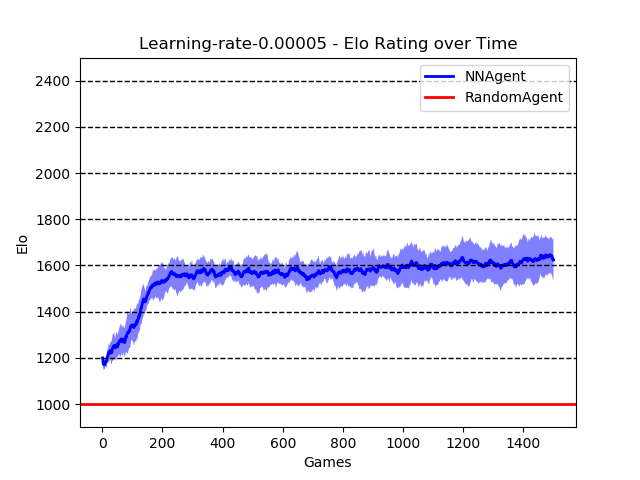 Learning-rate-0.00005 - Elo Rating over Time
NNAgent
RandomAgent
2400
2200
2000
1800
1600
1400
1200
1000
Elo
0 200 400 600 800 1000 1200 1400
Games